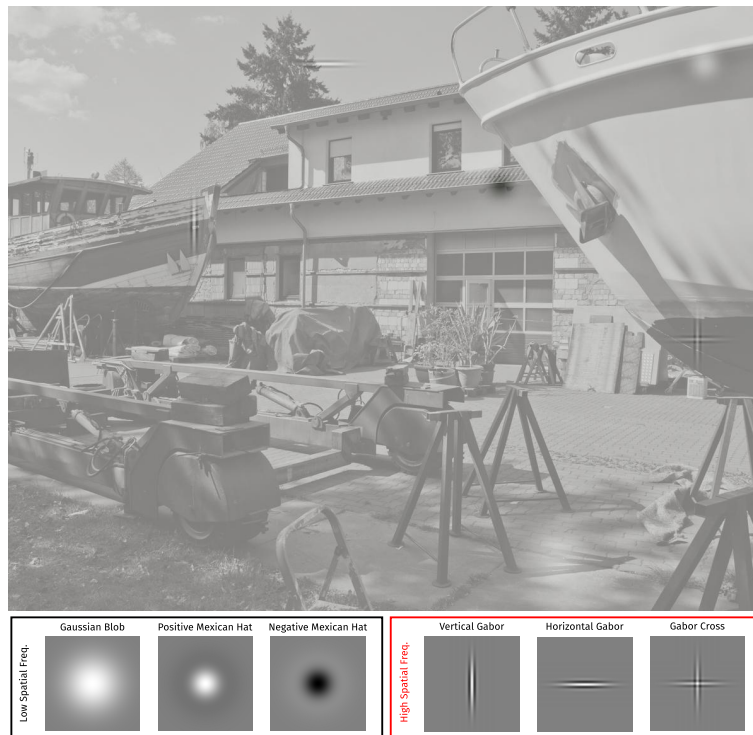 Gaussian Blob
Positive Mexican Hat
Negative Mexican Hat
Low Spatial Freq.
Vertical Gabor
Horizontal Gabor
Gabor Cross
High Spatial Freq.